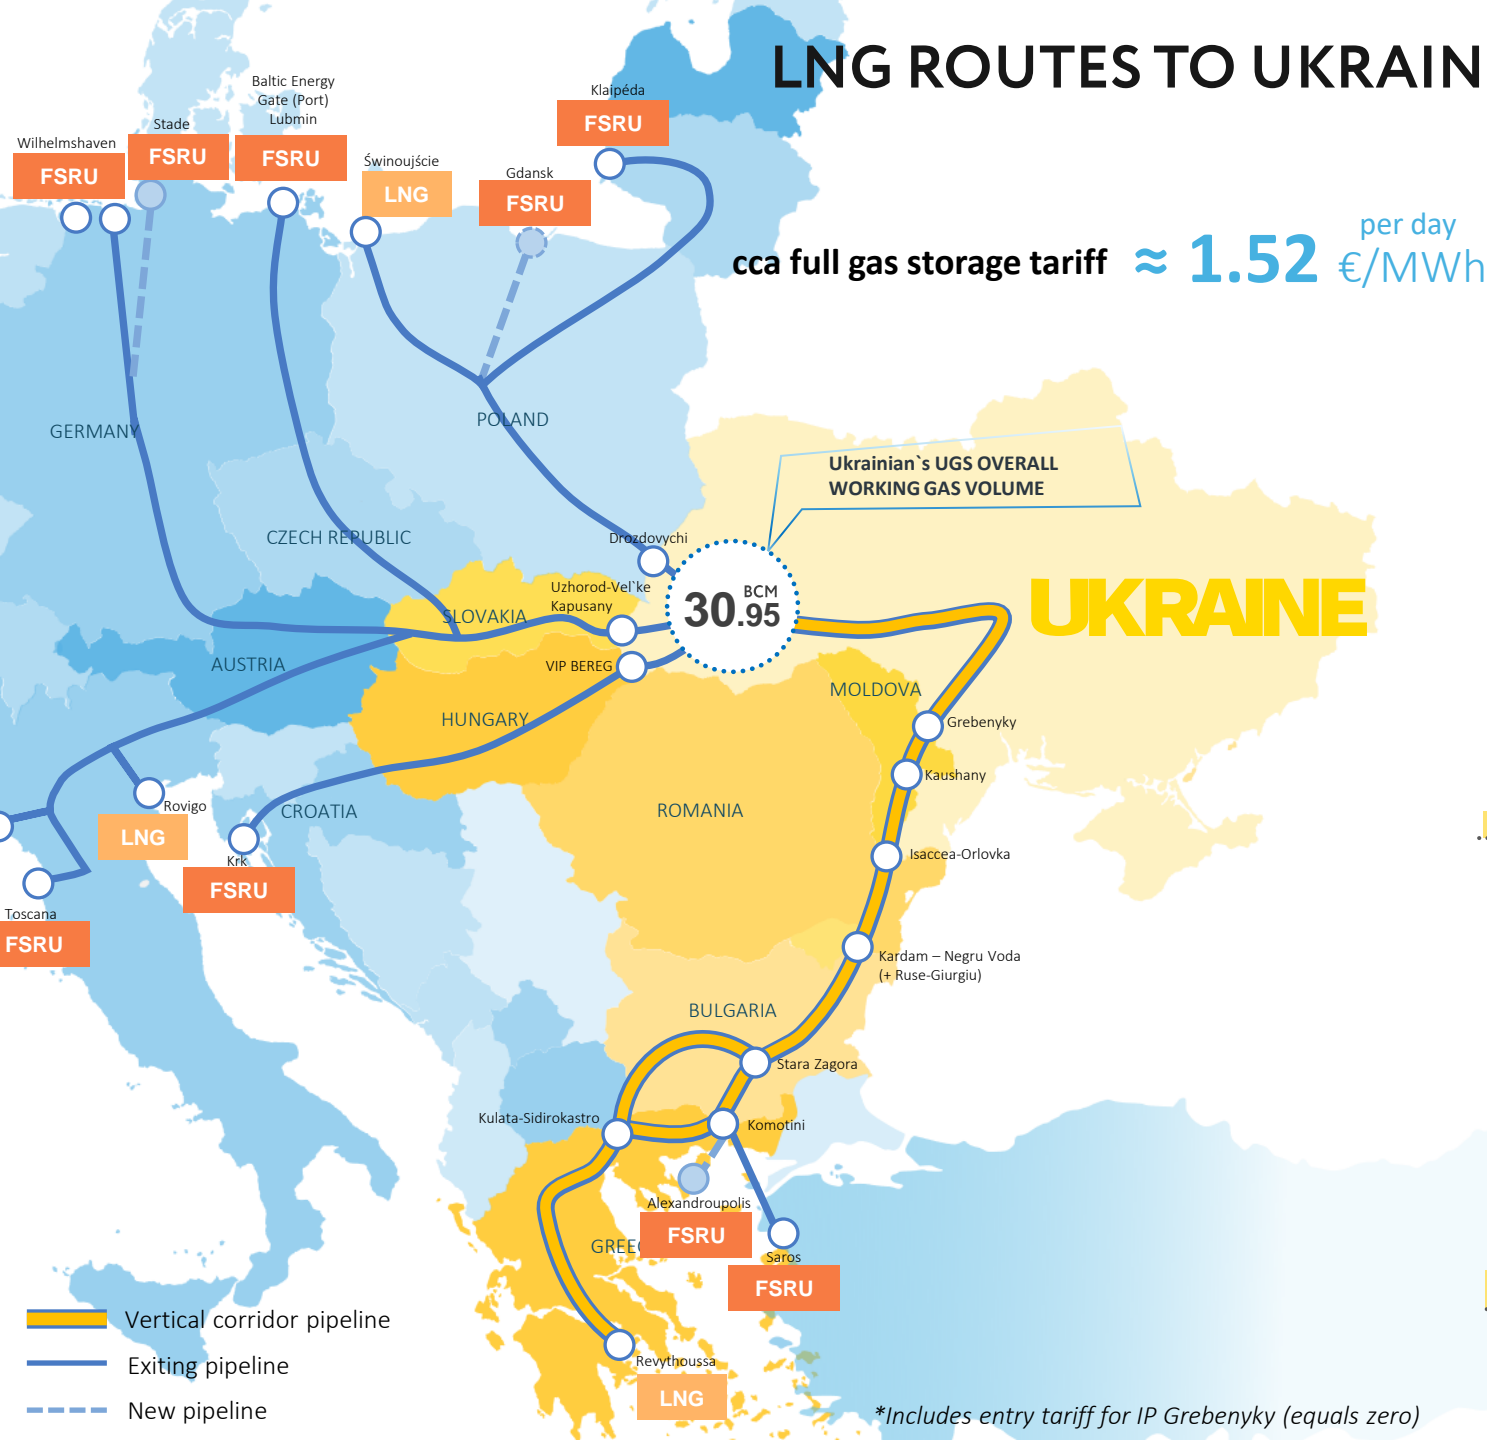 LNG ROUTES TO UKRAIN
Baltic Energy
Gate (Port)
Lubmin
FSRU
Klaipéda
FSRU
Stade
FSRU
Wilhelmshaven
FSRU
Świnoujście
LNG
Gdansk
FSRU
cca full gas storage tariff ≈ 1.52 €/MWh
per day
GERMANY
POLAND
Ukrainian`s UGS OVERALL
WORKING GAS VOLUME
CZECH REPUBLIC
Drozdovychi
Uzhorod-Vel`ke
Kapusany
30.95 BCM
UKRAINE
SLOVAKIA
AUSTRIA
VIP BEREG
HUNGARY
MOLDOVA
Grebenyky
Kaushany
Rovigo
LNG
CROATIA
ROMANIA
Krk
FSRU
Isaccea-Orlovka
Toscana
FSRU
Kardam – Negru Voda
(+ Ruse-Giurgiu)
BULGARIA
Stara Zagora
Kulata-Sidirokastro
Komotini
Alexandroupolis
FSRU
GREE
Saros
FSRU
Revythoussa
LNG
Vertical corridor pipeline
Exiting pipeline
New pipeline
*Includes entry tariff for IP Grebenyky (equals zero)